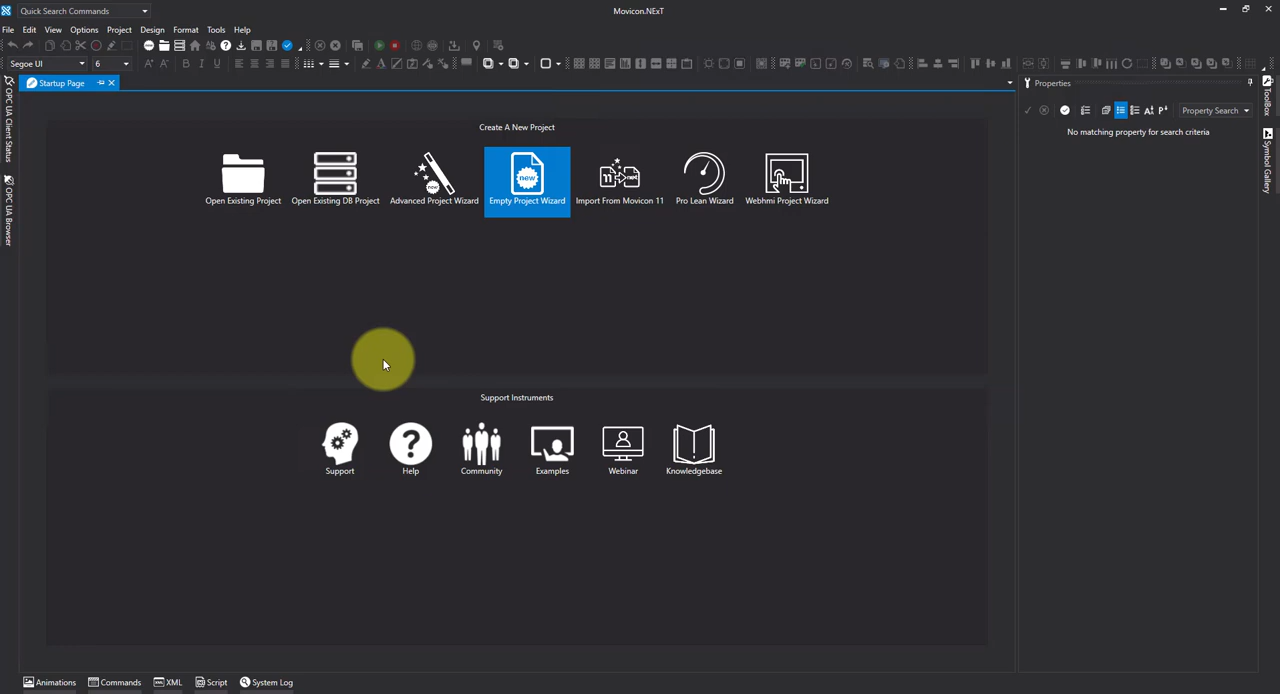 Quick Search Commands
Movicon.NExT
File Edit View Options Project Design Format Tools Help
Segoe UI 6
Startup Page
Properties
OPC UA Client Status
OPC UA Browser
Property Search
No matching property for search criteria
ToolBox
Symbol Gallery
Create A New Project
new
new
11
next
Open Existing Project Open Existing DB Project Advanced Project Wizard Empty Project Wizard Import From Movicon 11 Pro Lean Wizard Webhmi Project Wizard
Support Instruments
?
Support Help Community Examples Webinar Knowledgebase
Animations Commands XML Script System Log